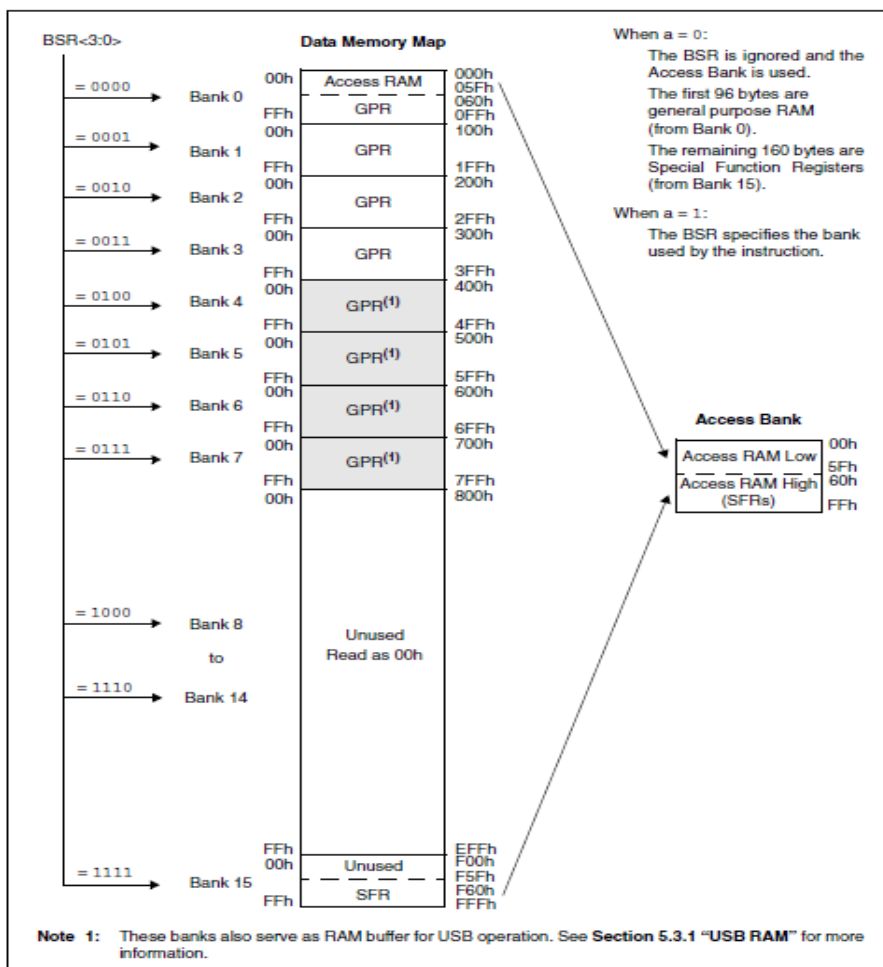 BSR<3:0>
Data Memory Map
When a = 0:
The BSR is ignored and the
Access Bank is used.
The first 96 bytes are
general purpose RAM
(from Bank 0).
The remaining 160 bytes are
Special Function Registers
(from Bank 15).
When a = 1:
The BSR specifies the bank
used by the instruction.
= 0000
Bank 0
00h
FFh
Access RAM
GPR
000h
05Fh
060h
0FFh
= 0001
Bank 1
00h
FFh
GPR
100h
1FFh
= 0010
Bank 2
00h
FFh
GPR
200h
2FFh
= 0011
Bank 3
00h
FFh
GPR
300h
3FFh
= 0100
Bank 4
00h
FFh
GPR(1)
400h
4FFh
= 0101
Bank 5
00h
FFh
GPR(1)
500h
5FFh
= 0110
Bank 6
00h
FFh
GPR(1)
600h
6FFh
= 0111
Bank 7
00h
FFh
GPR(1)
700h
7FFh
= 1000
Bank 8
to
= 1110
Bank 14
00h
FFh
Unused
Read as 00h
800h
EFFh
= 1111
Bank 15
00h
FFh
Unused
SFR
F00h
F5Fh
F60h
FFFh
Access Bank
Access RAM Low
Access RAM High
(SFRs)
00h
5Fh
60h
FFh
Note 1: These banks also serve as RAM buffer for USB operation. See Section 5.3.1 “USB RAM” for more
information.